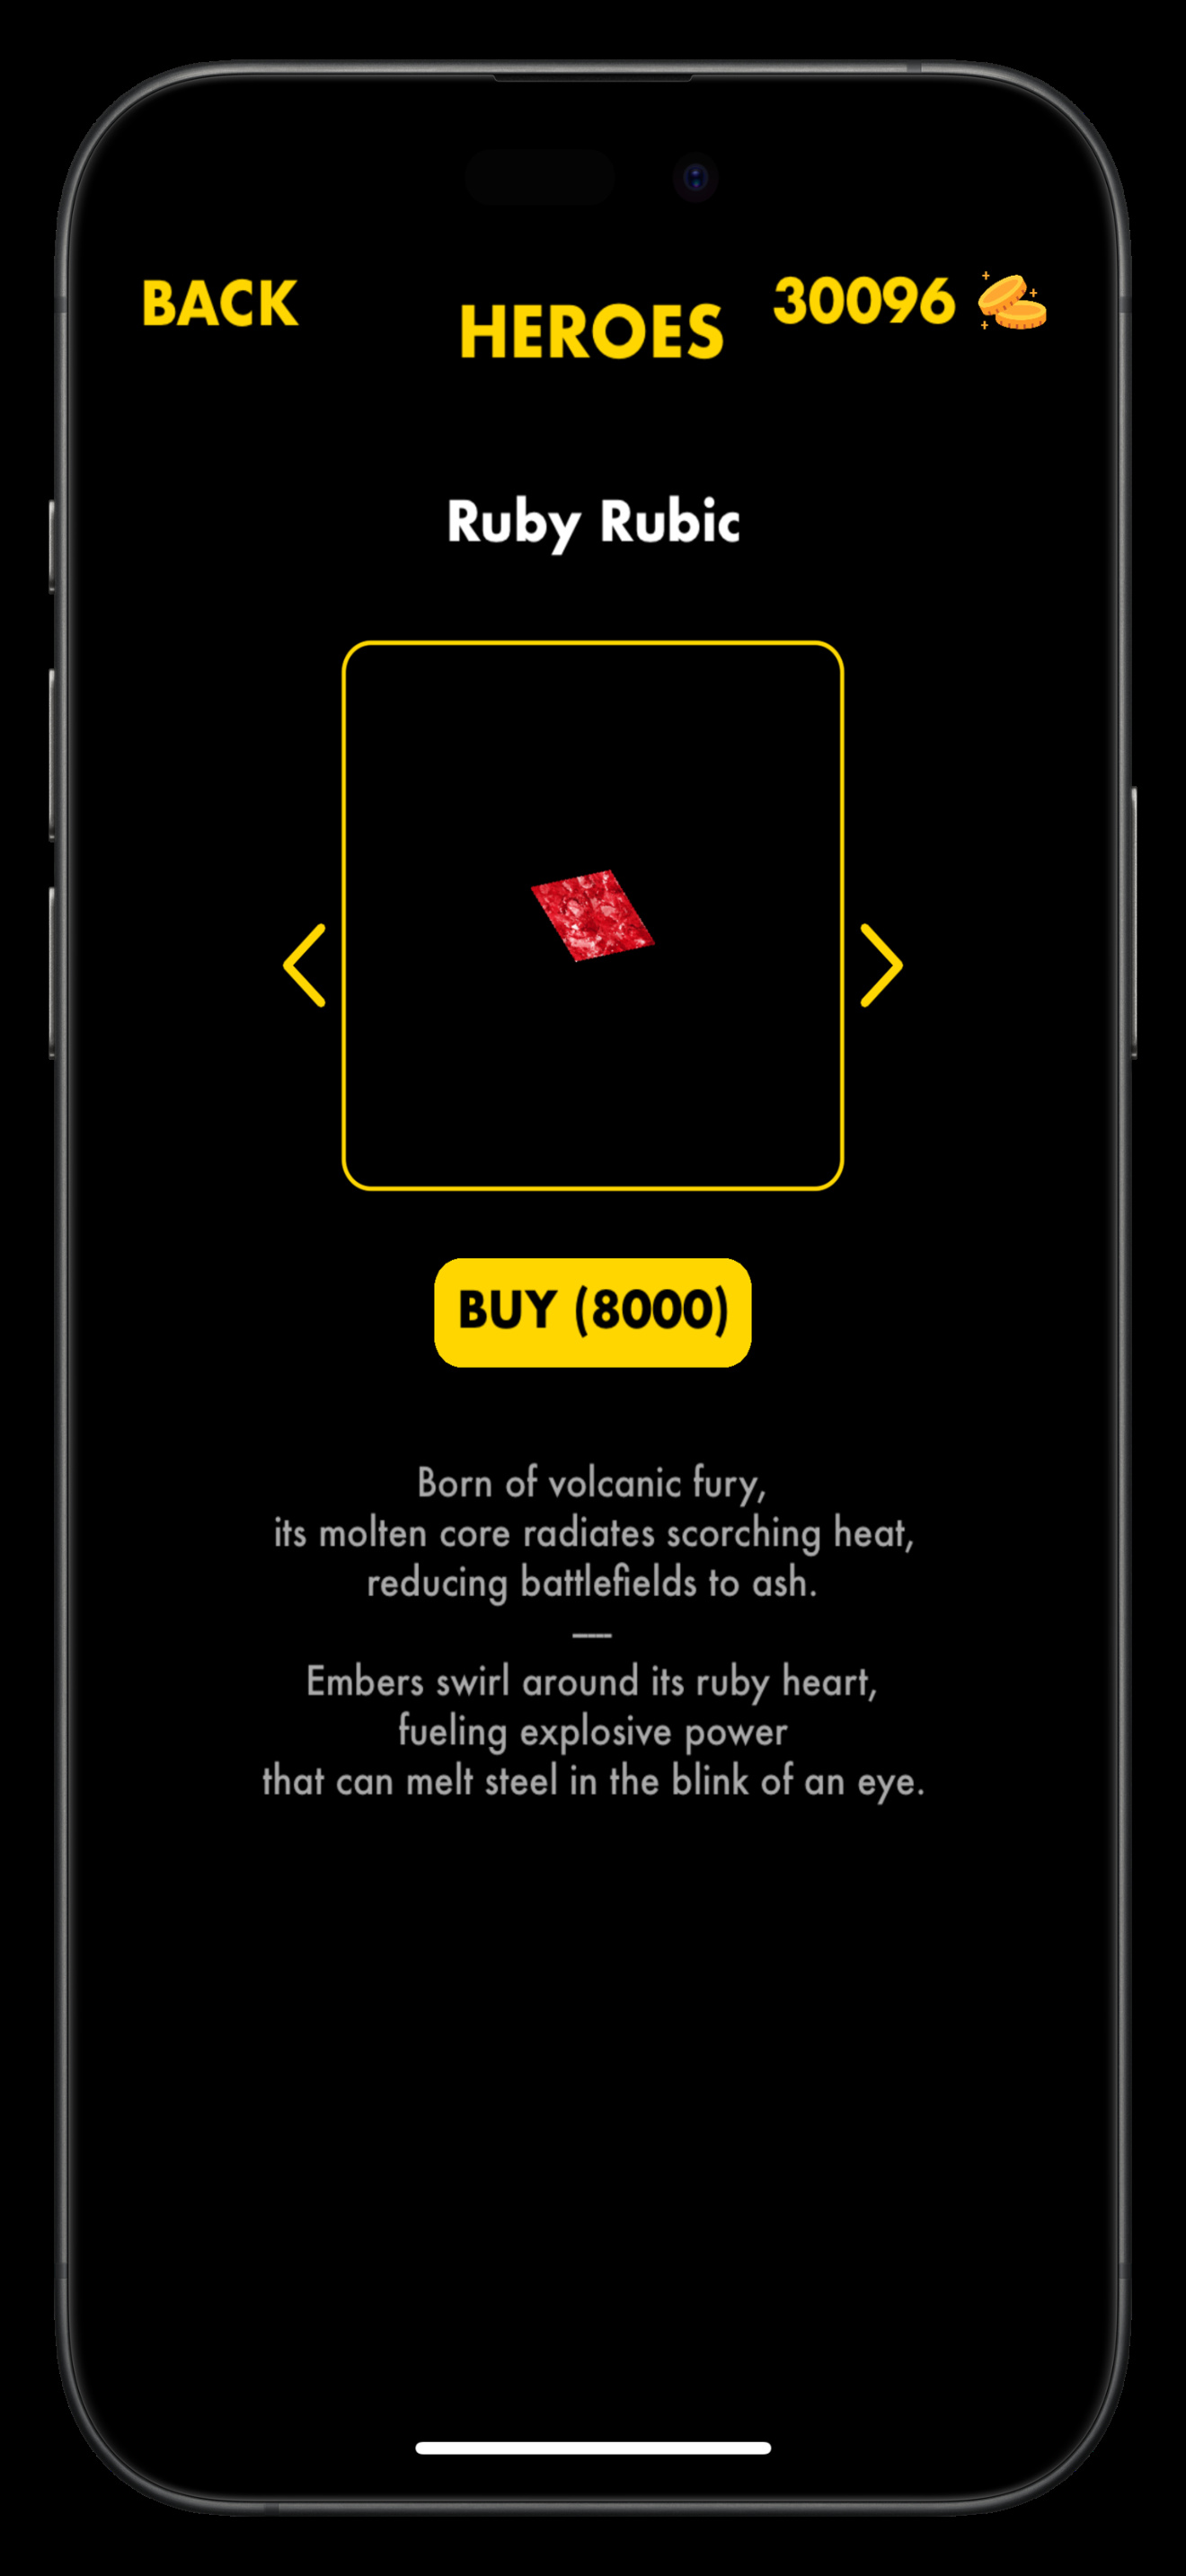 BACK
HEROES
30096
Ruby Rubic
BUY (8000)
Born of volcanic fury,
its molten core radiates scorching heat,
reducing battlefields to ash.
—
Embers swirl around its ruby heart,
fueling explosive power
that can melt steel in the blink of an eye.